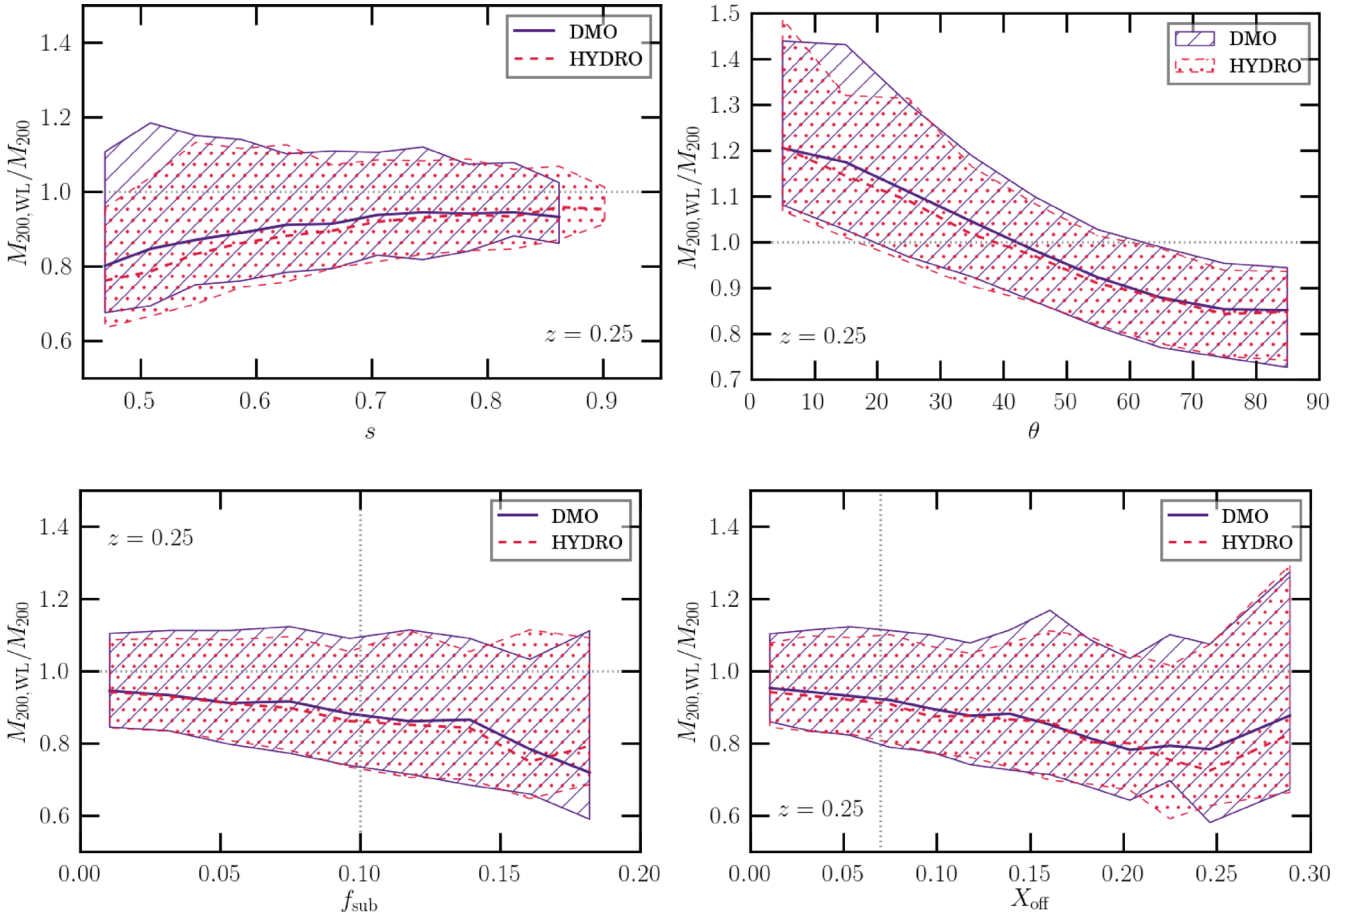 1.4
1.2
1.0
0.8
0.6
M200,WL/M200
DMO
HYDRO
z = 0.25
0.5 0.6 0.7 0.8 0.9
s
1.5
1.4
1.3
1.2
1.1
1.0
0.9
0.8
0.7
M200,WL/M200
DMO
HYDRO
z = 0.25
0 10 20 30 40 50 60 70 80 90
θ
1.4
1.2
1.0
0.8
0.6
M200,WL/M200
z = 0.25
DMO
HYDRO
0.00 0.05 0.10 0.15 0.20
fsub
1.4
1.2
1.0
0.8
0.6
M200,WL/M200
DMO
HYDRO
z = 0.25
0.00 0.05 0.10 0.15 0.20 0.25 0.30
Xoff